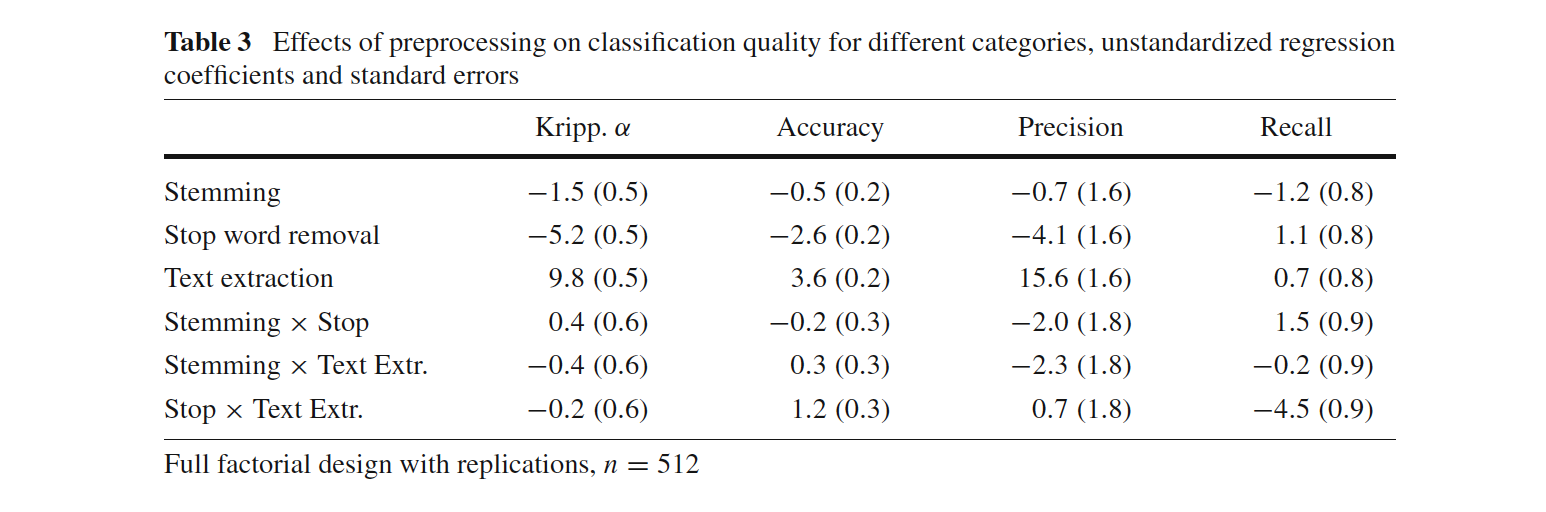 Table 3 Effects of preprocessing on classification quality for different categories, unstandardized regression
coefficients and standard errors
Kripp. α Accuracy Precision Recall
Stemming −1.5 (0.5) −0.5 (0.2) −0.7 (1.6) −1.2 (0.8)
Stop word removal −5.2 (0.5) −2.6 (0.2) −4.1 (1.6) 1.1 (0.8)
Text extraction 9.8 (0.5) 3.6 (0.2) 15.6 (1.6) 0.7 (0.8)
Stemming × Stop 0.4 (0.6) −0.2 (0.3) −2.0 (1.8) 1.5 (0.9)
Stemming × Text Extr. −0.4 (0.6) 0.3 (0.3) −2.3 (1.8) −0.2 (0.9)
Stop × Text Extr. −0.2 (0.6) 1.2 (0.3) 0.7 (1.8) −4.5 (0.9)
Full factorial design with replications, n = 512